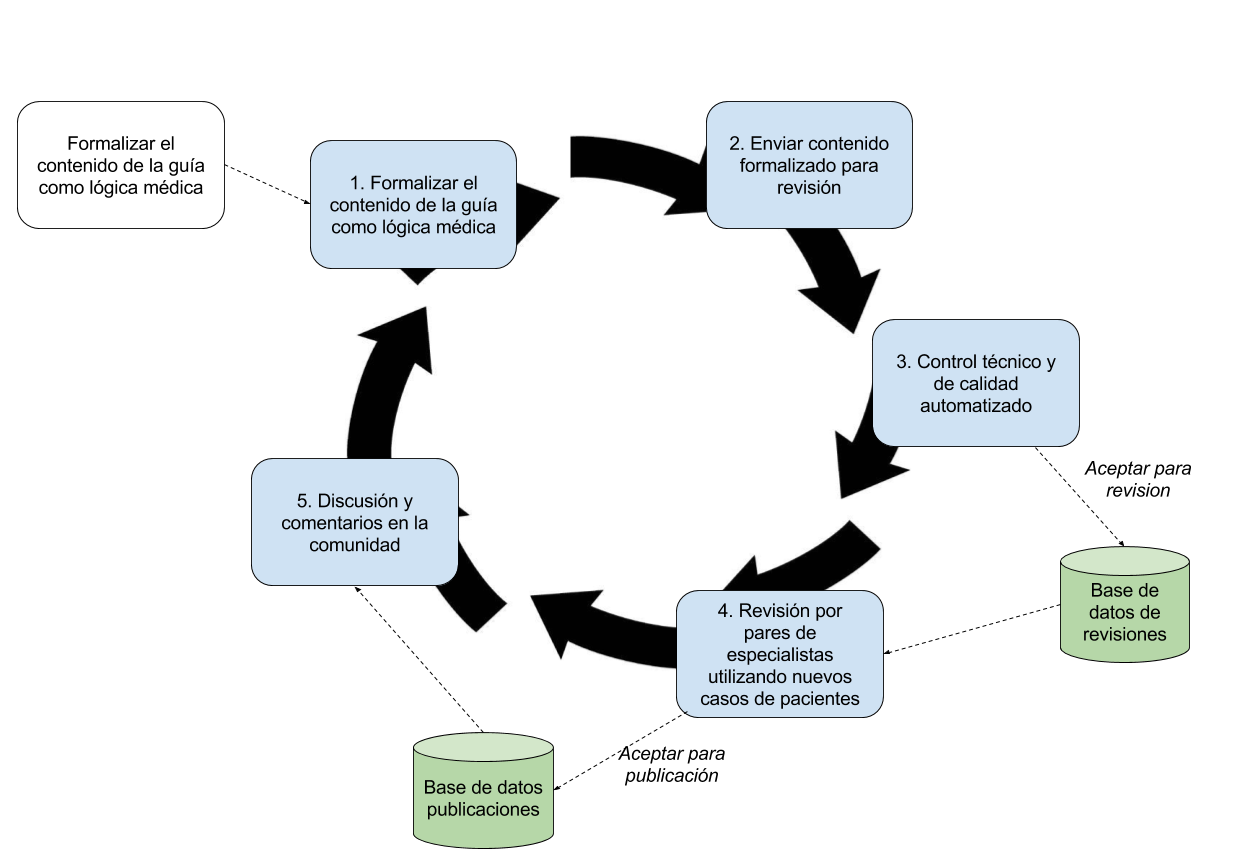 Formalizar el
contenido de la guía
como lógica médica
1. Formalizar el
contenido de la guía
como lógica médica
2. Enviar contenido
formalizado para
revisión
3. Control técnico y
de calidad
automatizado
Aceptar para
revision
Base de
datos de
revisiones
4. Revisión por
pares de
especialistas
utilizando nuevos
casos de pacientes
Aceptar para
publicación
Base de datos
publicaciones
5. Discusión y
comentarios en la
comunidad